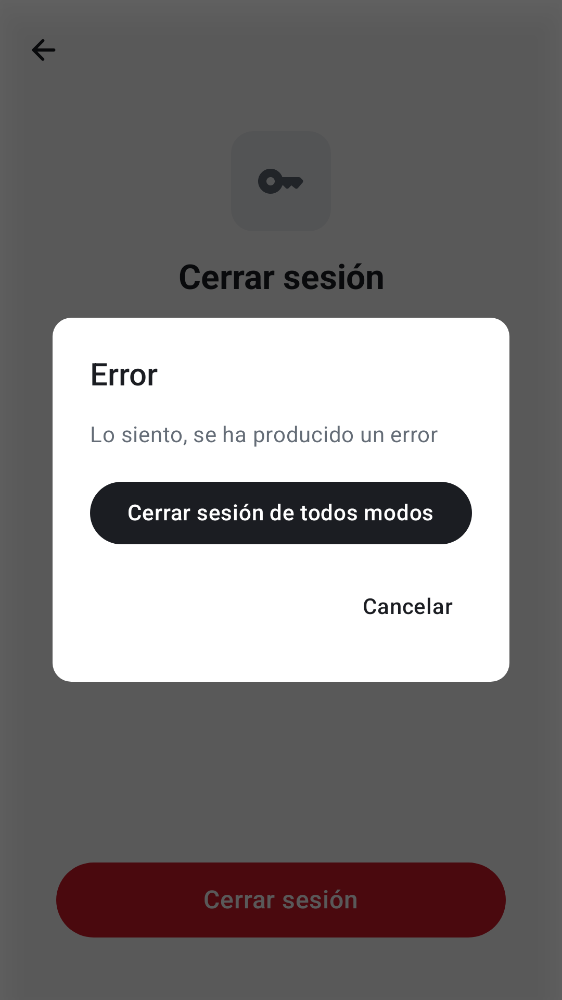 Cerrar sesión
Error
Lo siento, se ha producido un error
Cerrar sesión de todos modos
Cancelar
Cerrar sesión